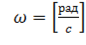 ω = [рад/с]